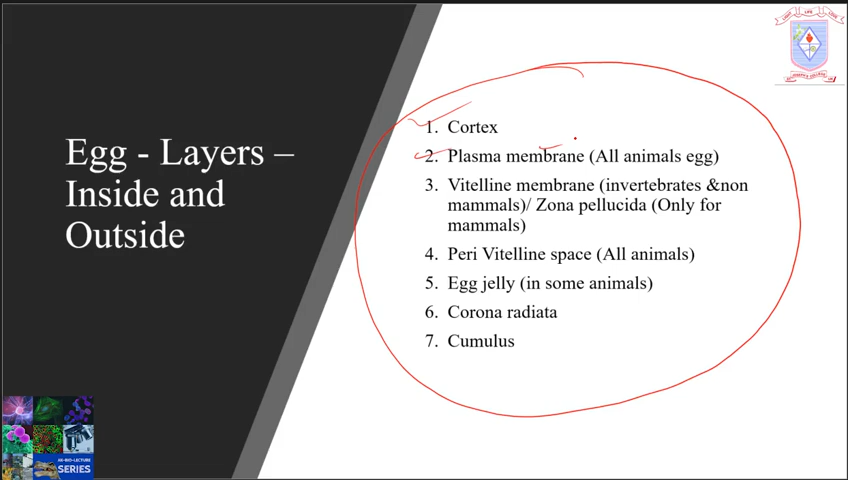 Egg - Layers –
Inside and
Outside
1. Cortex
2. Plasma membrane (All animals egg)
3. Vitelline membrane (invertebrates &non
mammals)/ Zona pellucida (Only for
mammals)
4. Peri Vitelline space (All animals)
5. Egg jelly (in some animals)
6. Corona radiata
7. Cumulus
SERIES